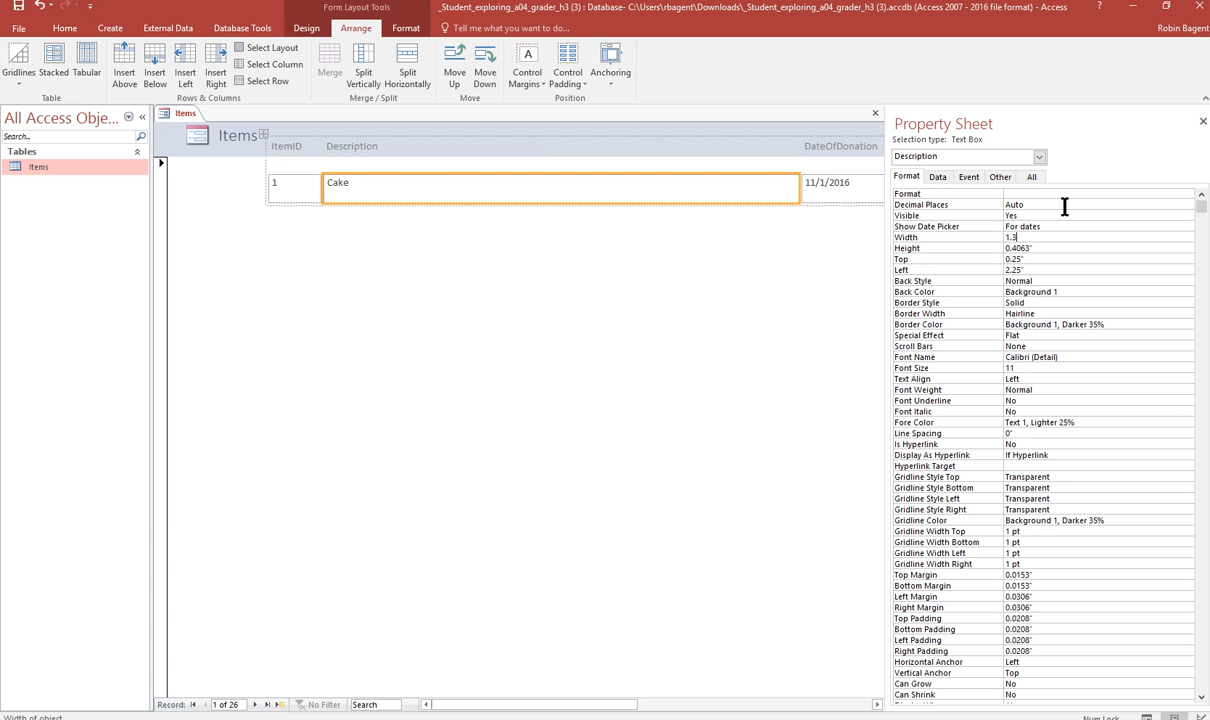 Form Layout Tools
_Student_exploring_a04_grader_h3 (3) : Database- C:\Users\rbagent\Downloads\_Student_exploring_a04_grader_h3 (3).accdb (Access 2007 - 2016 file format) - Access
File Home Create External Data Database Tools Design Arrange Format Tell me what you want to do... Robin Bagent
Gridlines Stacked Tabular Insert Above Insert Below Insert Left Insert Right Select Layout Select Column Select Row Merge Split Vertically Split Horizontally Move Up Move Down Control Margins Control Padding Anchoring
Table Rows & Columns Merge / Split Move Position
All Access Obje...
Search...
Tables
Items
Items
Items
ItemID Description DateOfDonation
1 Cake 11/1/2016
Property Sheet
Selection type: Text Box
Description
Format Data Event Other All
Format
Decimal Places Auto
Visible Yes
Show Date Picker For dates
Width 1.3
Height 0.4063"
Top 0.25"
Left 2.25"
Back Style Normal
Back Color Background 1
Border Style Solid
Border Width Hairline
Border Color Background 1, Darker 35%
Special Effect Flat
Scroll Bars None
Font Name Calibri (Detail)
Font Size 11
Text Align Left
Font Weight Normal
Font Underline No
Font Italic No
Fore Color Text 1, Lighter 25%
Line Spacing 0"
Is Hyperlink No
Display As Hyperlink If Hyperlink
Hyperlink Target
Gridline Style Top Transparent
Gridline Style Bottom Transparent
Gridline Style Left Transparent
Gridline Style Right Transparent
Gridline Color Background 1, Darker 35%
Gridline Width Top 1 pt
Gridline Width Bottom 1 pt
Gridline Width Left 1 pt
Gridline Width Right 1 pt
Top Margin 0.0153"
Bottom Margin 0.0153"
Left Margin 0.0306"
Right Margin 0.0306"
Top Padding 0.0208"
Bottom Padding 0.0208"
Left Padding 0.0208"
Right Padding 0.0208"
Horizontal Anchor Left
Vertical Anchor Top
Can Grow No
Can Shrink No
Record: 1 of 26 No Filter Search
Width of object Num Lock